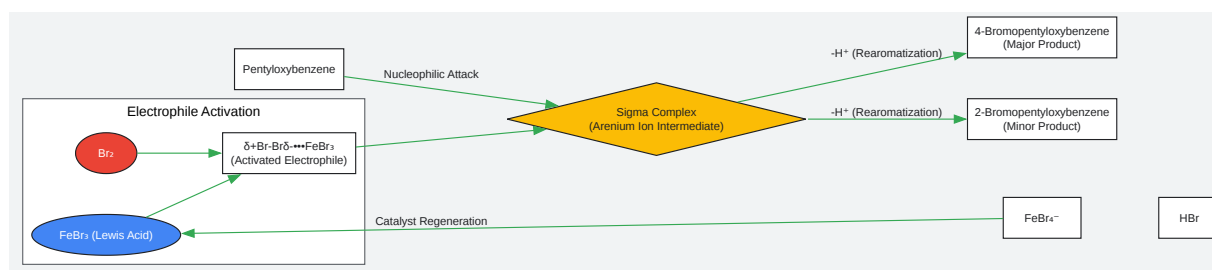 Pentyloxybenzene
Nucleophilic Attack
Electrophile Activation
Br₂
δ+Br-Brδ-•••FeBr₃
(Activated Electrophile)
FeBr₃ (Lewis Acid)
Sigma Complex
(Arenium Ion Intermediate)
-H⁺ (Rearomatization)
4-Bromopentyloxybenzene
(Major Product)
-H⁺ (Rearomatization)
2-Bromopentyloxybenzene
(Minor Product)
Catalyst Regeneration
FeBr₄⁻
HBr